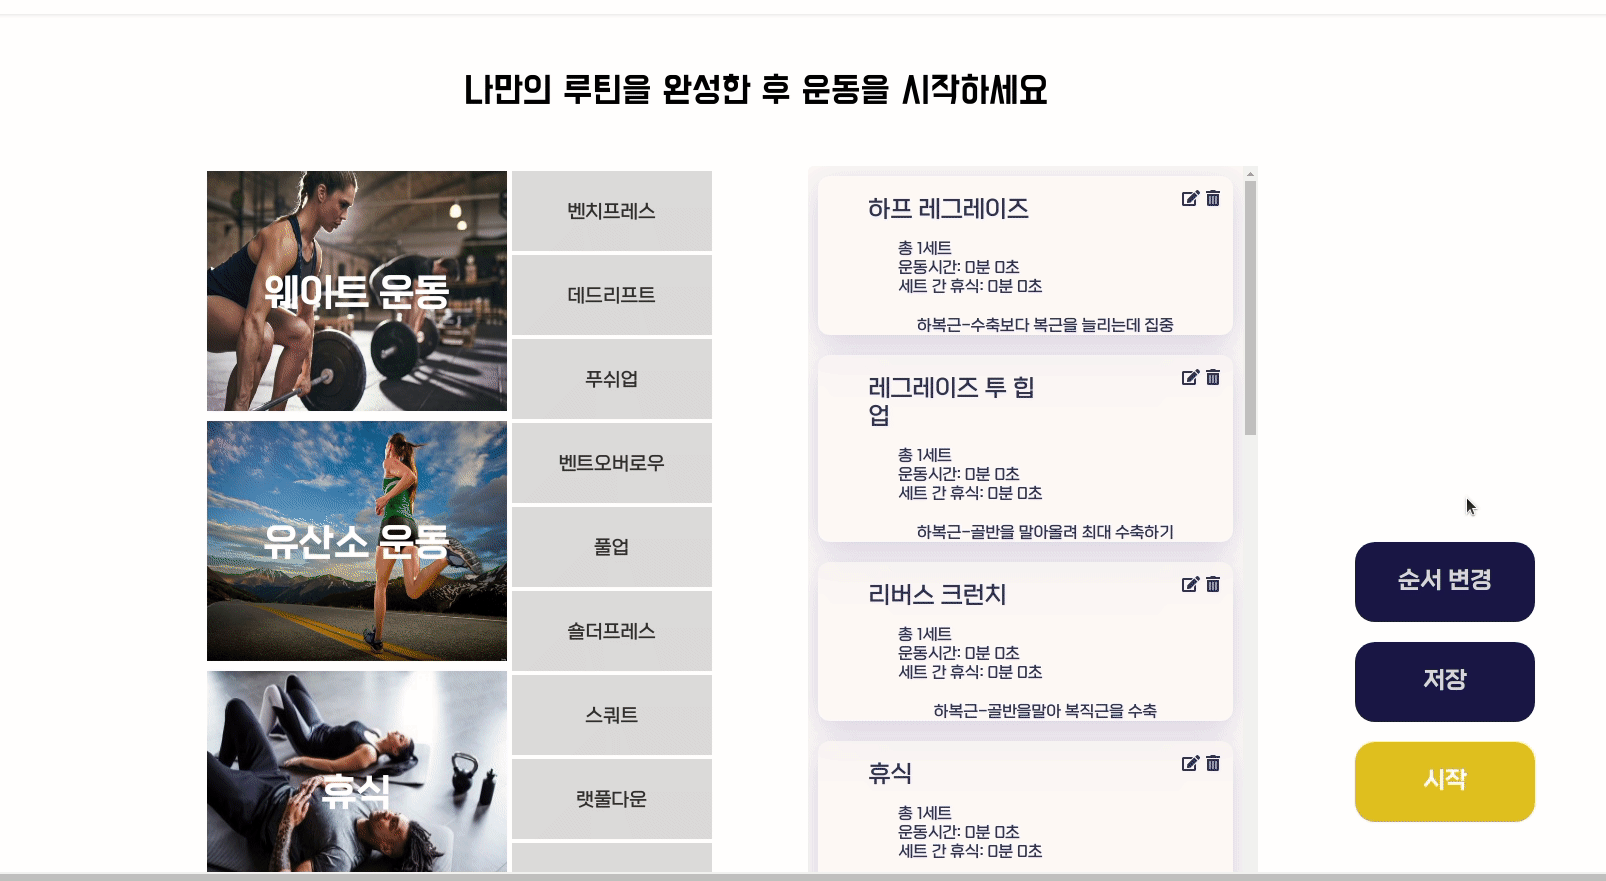 나만의 루틴을 완성한 후 운동을 시작하세요
웨이트 운동
유산소 운동
휴식
벤치프레스
데드리프트
푸쉬업
벤트오버로우
풀업
숄더프레스
스쿼트
랫풀다운
하프 레그레이즈
총 1세트
운동시간: 0분 0초
세트 간 휴식: 0분 0초
하복근-수축보다 복근을 늘리는데 집중
레그레이즈 투 힙
업
총 1세트
운동시간: 0분 0초
세트 간 휴식: 0분 0초
하복근-골반을 말아올려 최대 수축하기
리버스 크런치
총 1세트
운동시간: 0분 0초
세트 간 휴식: 0분 0초
하복근-골반을말아 복직근을 수축
휴식
총 1세트
운동시간: 0분 0초
세트 간 휴식: 0분 0초
순서 변경
저장
시작